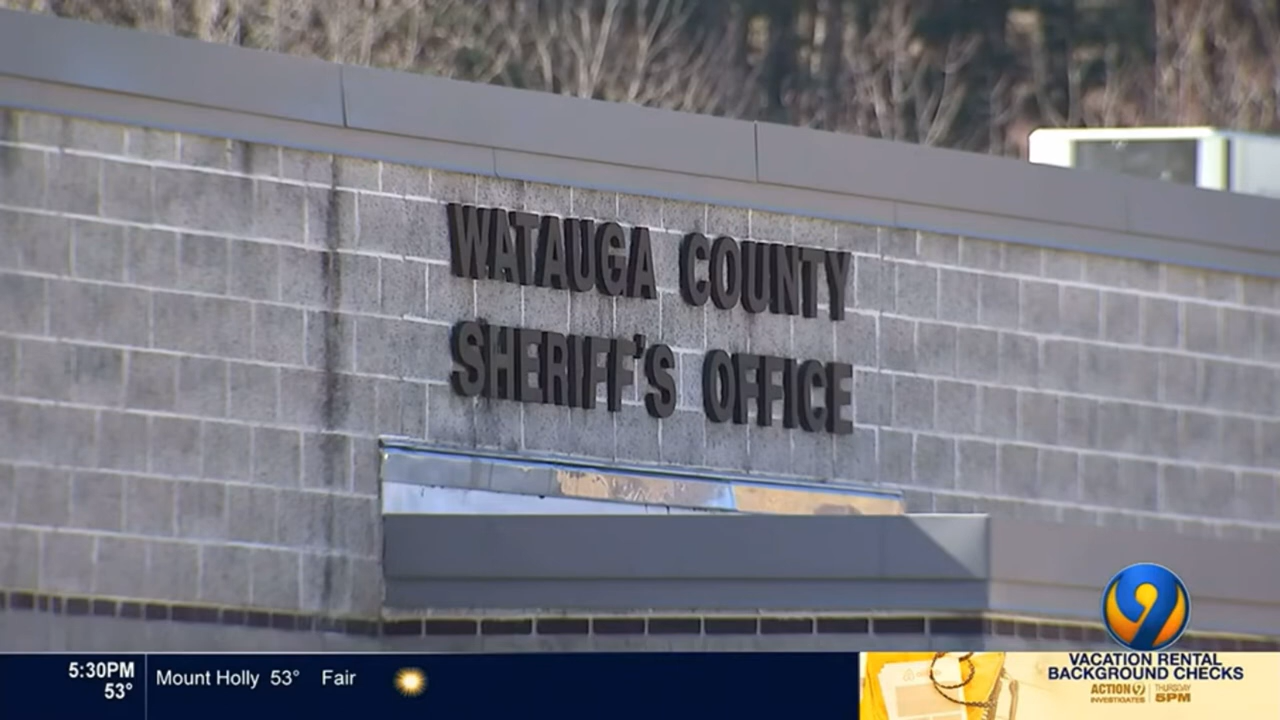 WATAUGA COUNTY
SHERIFF'S OFFICE
9
5:30PM
53°
Mount Holly 53° Fair
VACATION RENTAL
BACKGROUND CHECKS
ACTION 9
INVESTIGATES
THURSDAY
5PM